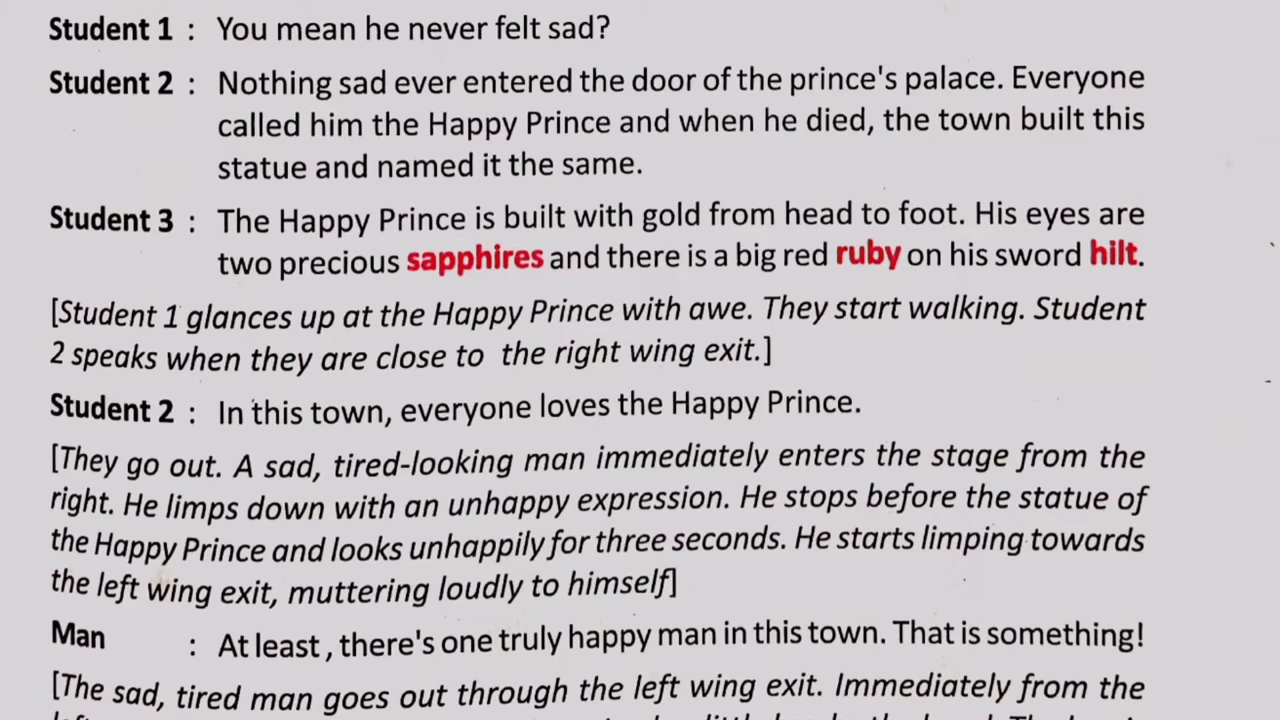 Student 1 : You mean he never felt sad?
Student 2 : Nothing sad ever entered the door of the prince's palace. Everyone
called him the Happy Prince and when he died, the town built this
statue and named it the same.
Student 3 : The Happy Prince is built with gold from head to foot. His eyes are
two precious sapphires and there is a big red ruby on his sword hilt.
[Student 1 glances up at the Happy Prince with awe. They start walking. Student
2 speaks when they are close to the right wing exit.]
Student 2 : In this town, everyone loves the Happy Prince.
[They go out. A sad, tired-looking man immediately enters the stage from the
right. He limps down with an unhappy expression. He stops before the statue of
the Happy Prince and looks unhappily for three seconds. He starts limping towards
the left wing exit, muttering loudly to himself]
Man : At least , there's one truly happy man in this town. That is something!
[The sad, tired man goes out through the left wing exit. Immediately from the